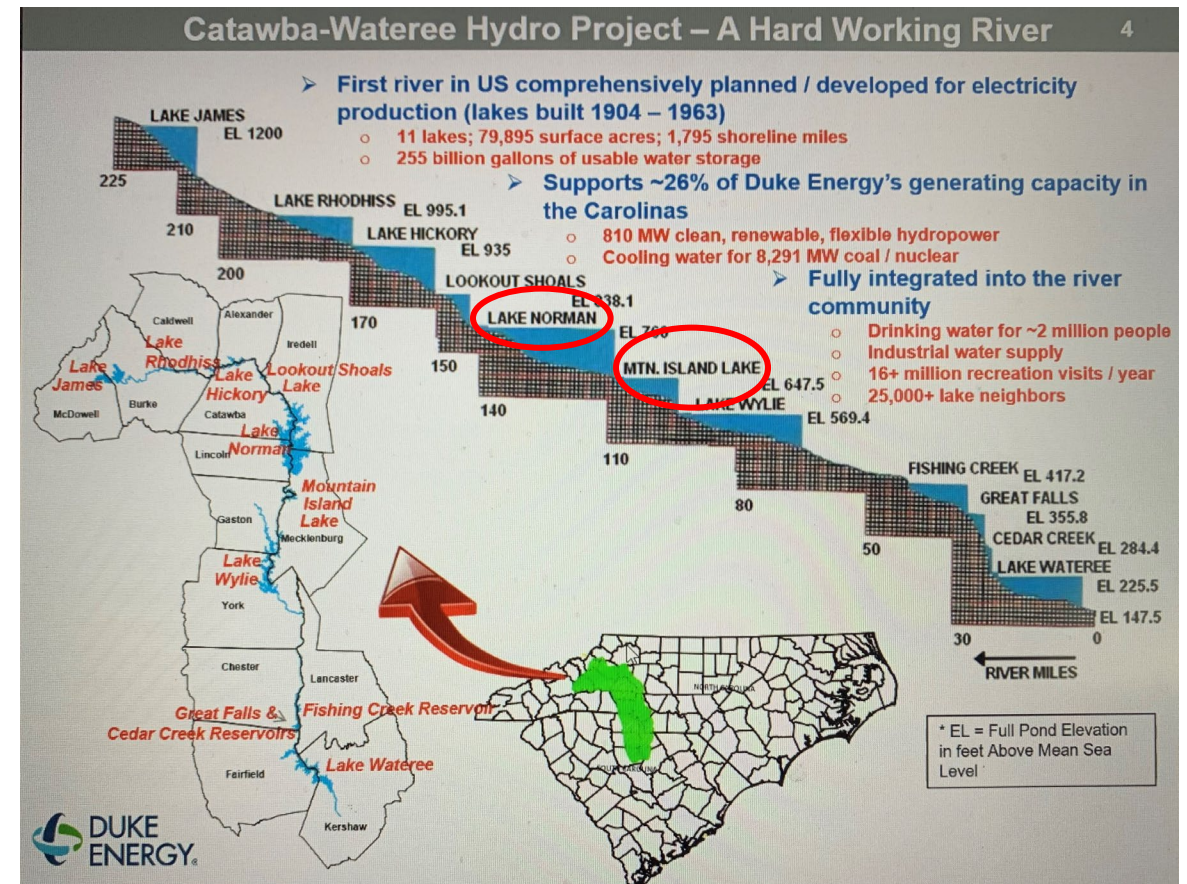 Catawba-Wateree Hydro Project – A Hard Working River
4
➢ First river in US comprehensively planned / developed for electricity
production (lakes built 1904 – 1963)
o 11 lakes; 79,895 surface acres; 1,795 shoreline miles
o 255 billion gallons of usable water storage
➢ Supports ~26% of Duke Energy's generating capacity in
the Carolinas
o 810 MW clean, renewable, flexible hydropower
o Cooling water for 8,291 MW coal / nuclear
➢ Fully integrated into the river
community
o Drinking water for ~2 million people
o Industrial water supply
o 16+ million recreation visits / year
o 25,000+ lake neighbors
LAKE JAMES
EL 1200
225
LAKE RHODHISS
EL 995.1
210
LAKE HICKORY
EL 935
200
LOOKOUT SHOALS
EL 838.1
170
LAKE NORMAN
EL 760
150
MTN. ISLAND LAKE
EL 647.5
140
LAKE WYLIE
EL 569.4
110
FISHING CREEK
EL 417.2
80
GREAT FALLS
EL 355.8
50
CEDAR CREEK
EL 284.4
LAKE WATEREE
EL 225.5
EL 147.5
30
0
RIVER MILES
Caldwell
Alexander
Iredell
Lake
Rhodhiss
Lake
James
Lake
Hickory
Lookout Shoals
Lake
McDowell
Burke
Catawba
Lake
Norman
Lincoln
Mountain
Island
Lake
Gaston
Mecklenburg
Lake
Wylie
York
Chester
Lancaster
Great Falls &
Cedar Creek Reservoirs
Fishing Creek Reservoir
Lake Wateree
Fairfield
Kershaw
NORTH CAROLINA
SOUTH CAROLINA
* EL = Full Pond Elevation
in feet Above Mean Sea
Level
DUKE
ENERGY®